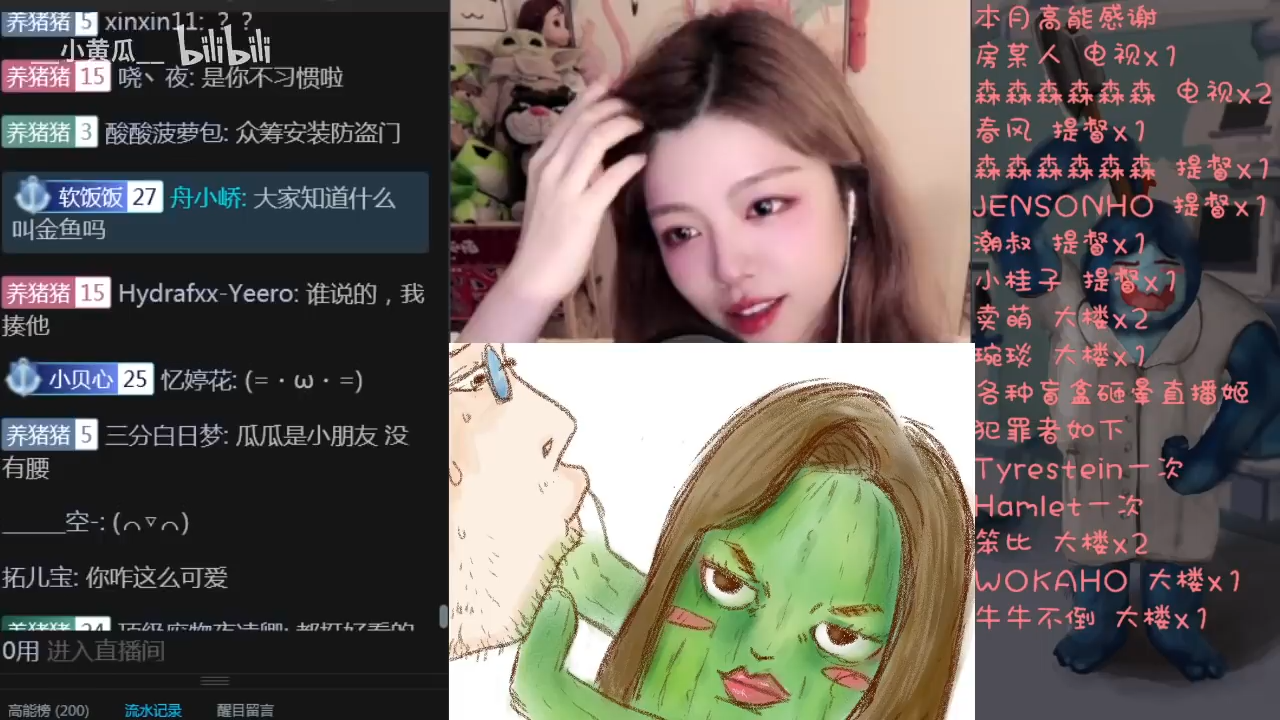 养猪猪 5 xinxin11: ? ?
__小黄瓜__ bilibili
养猪猪 15 哓丶夜: 是你不习惯啦
养猪猪 3 酸酸菠萝包: 众筹安装防盗门
软饭饭 27 舟小峤: 大家知道什么
叫金鱼吗
养猪猪 15 Hydrafxx-Yeero: 谁说的，我
揍他
小贝心 25 忆婷花: (=・ω・=)
养猪猪 5 三分白日梦: 瓜瓜是小朋友 没
有腰
_____空-: (⌒▽⌒)
拓儿宝: 你咋这么可爱
养猪猪 24
0用 进入直播间
高能榜 (200) 流水记录 醒目留言
本月高能感谢
房某人 电视x1
森森森森森森 电视x2
春风 提督x1
森森森森森森 提督x1
JENSONHO 提督x1
潮叔 提督x1
小桂子 提督x1
卖萌 大楼x2
琬琰 大楼x1
各种盲盒砸晕直播姬
犯罪者如下
Tyrestein一次
Hamlet一次
笨比 大楼x2
WOKAHO 大楼x1
牛牛不倒 大楼x1